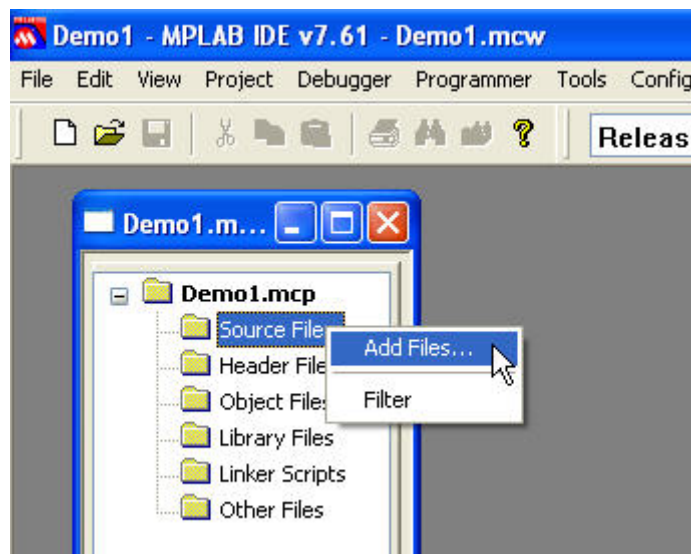 Demo1 - MPLAB IDE v7.61 - Demo1.mcw
File Edit View Project Debugger Programmer Tools Config
Releas
Demo1.m...
Demo1.mcp
Source File
Add Files...
Header File
Object Files
Filter
Library Files
Linker Scripts
Other Files